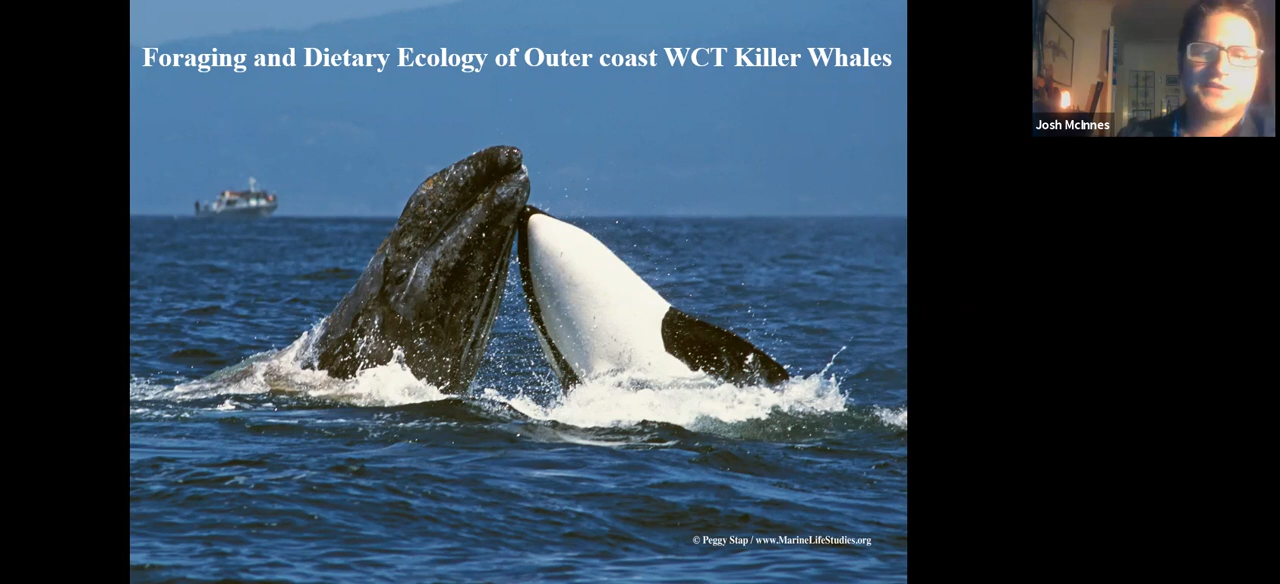 Foraging and Dietary Ecology of Outer coast WCT Killer Whales
Josh McInnes
© Peggy Stap / www.MarineLifeStudies.org